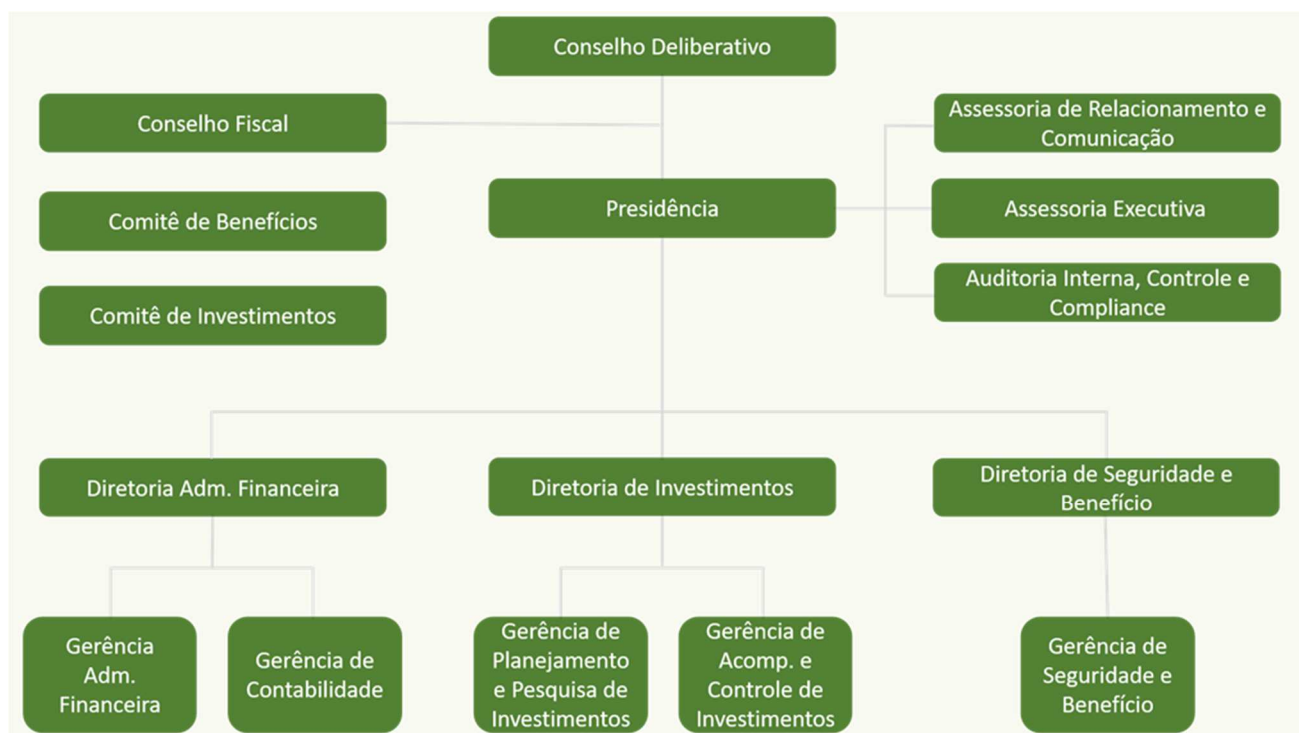 Conselho Deliberativo
Conselho Fiscal
Assessoria de Relacionamento e
Comunicação
Comitê de Benefícios
Presidência
Assessoria Executiva
Comitê de Investimentos
Auditoria Interna, Controle e
Compliance
Diretoria Adm. Financeira
Diretoria de Investimentos
Diretoria de Seguridade e
Benefício
Gerência
Adm.
Financeira
Gerência de
Contabilidade
Gerência de
Planejamento
e Pesquisa de
Investimentos
Gerência de
Acomp. e
Controle de
Investimentos
Gerência de
Seguridade e
Benefício